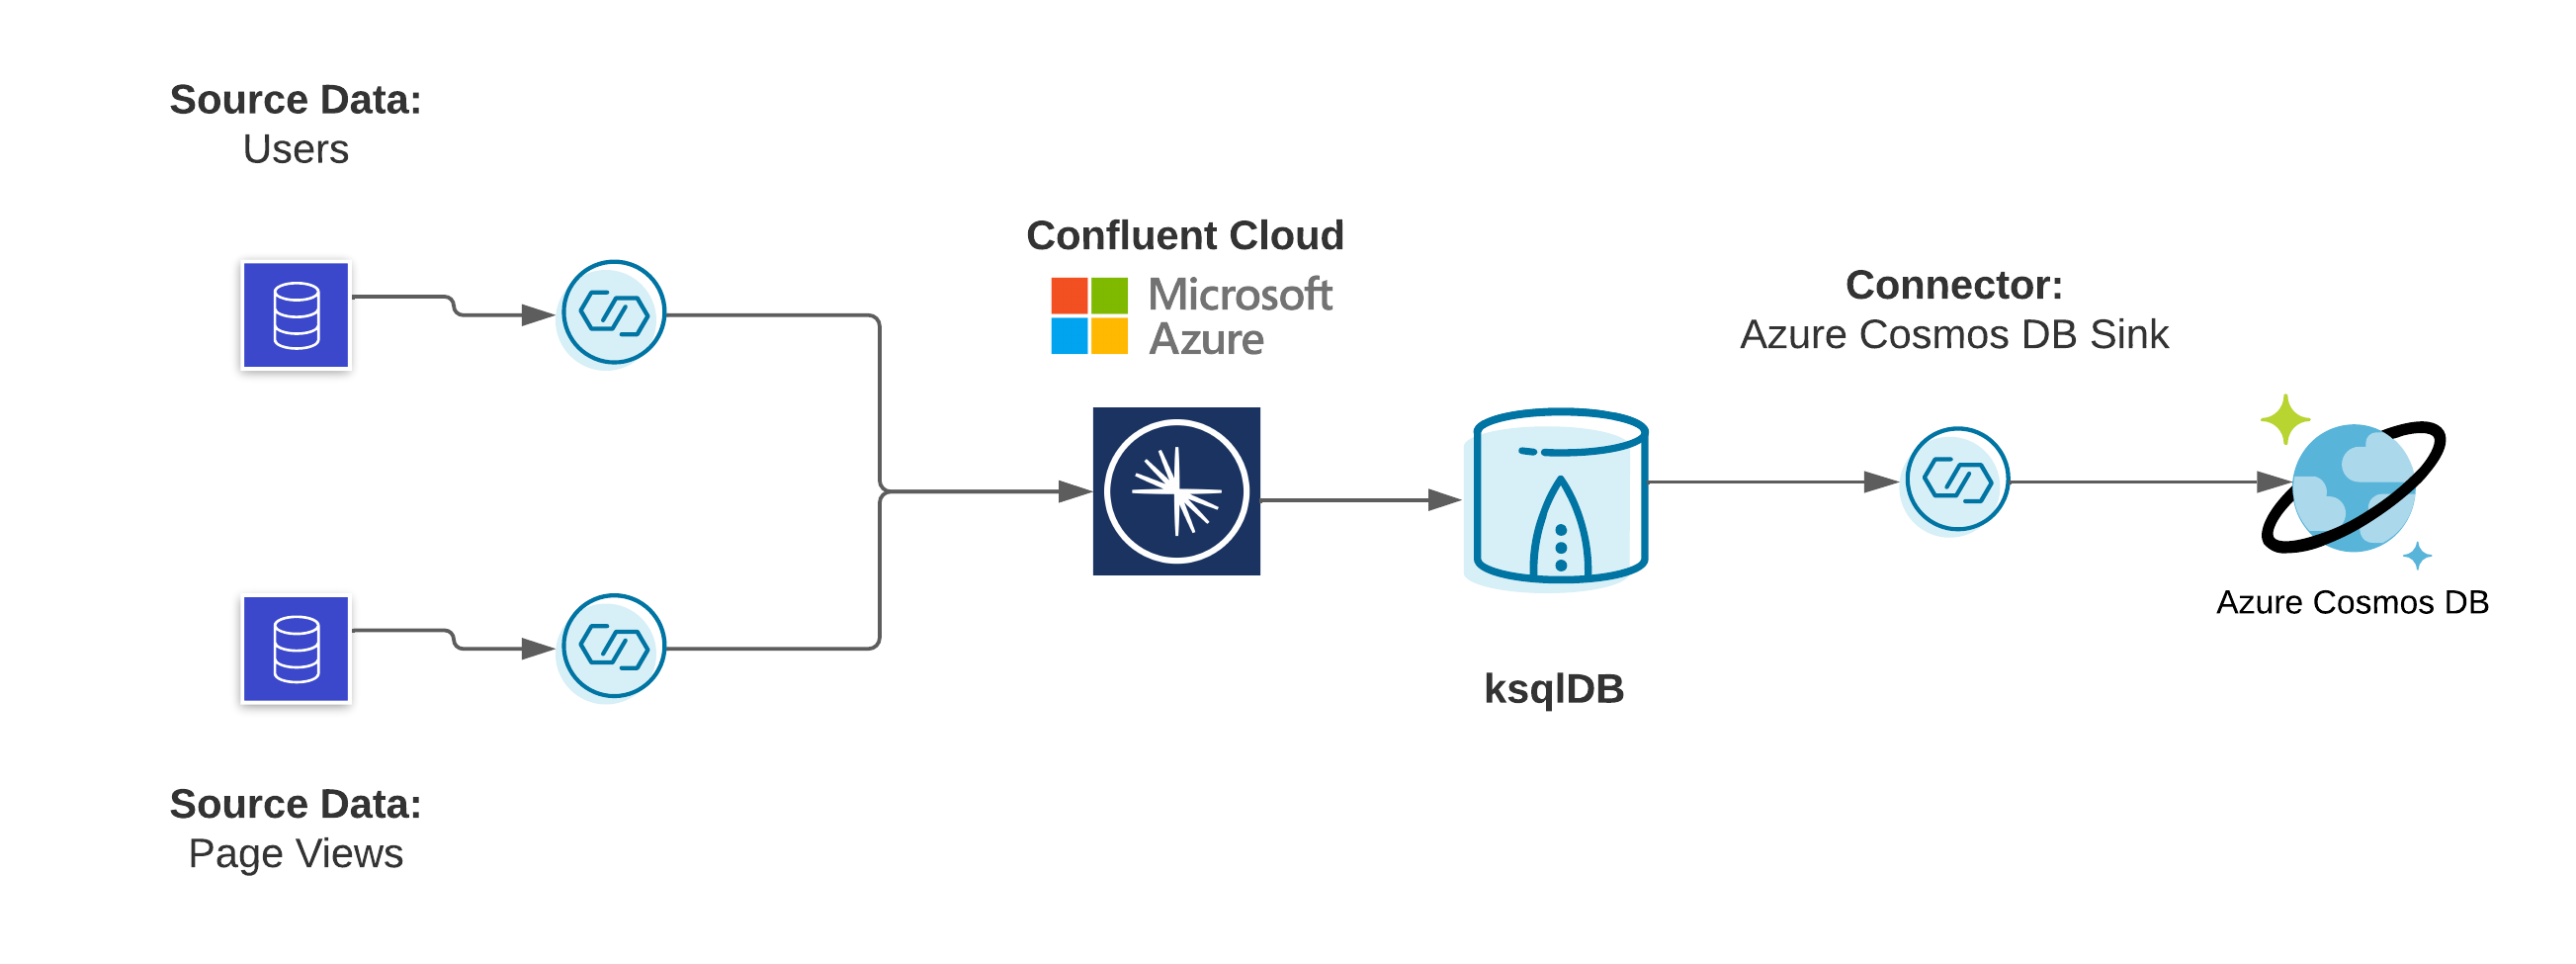 Source Data:
Users
Confluent Cloud
Microsoft
Azure
Connector:
Azure Cosmos DB Sink
Azure Cosmos DB
ksqlDB
Source Data:
Page Views